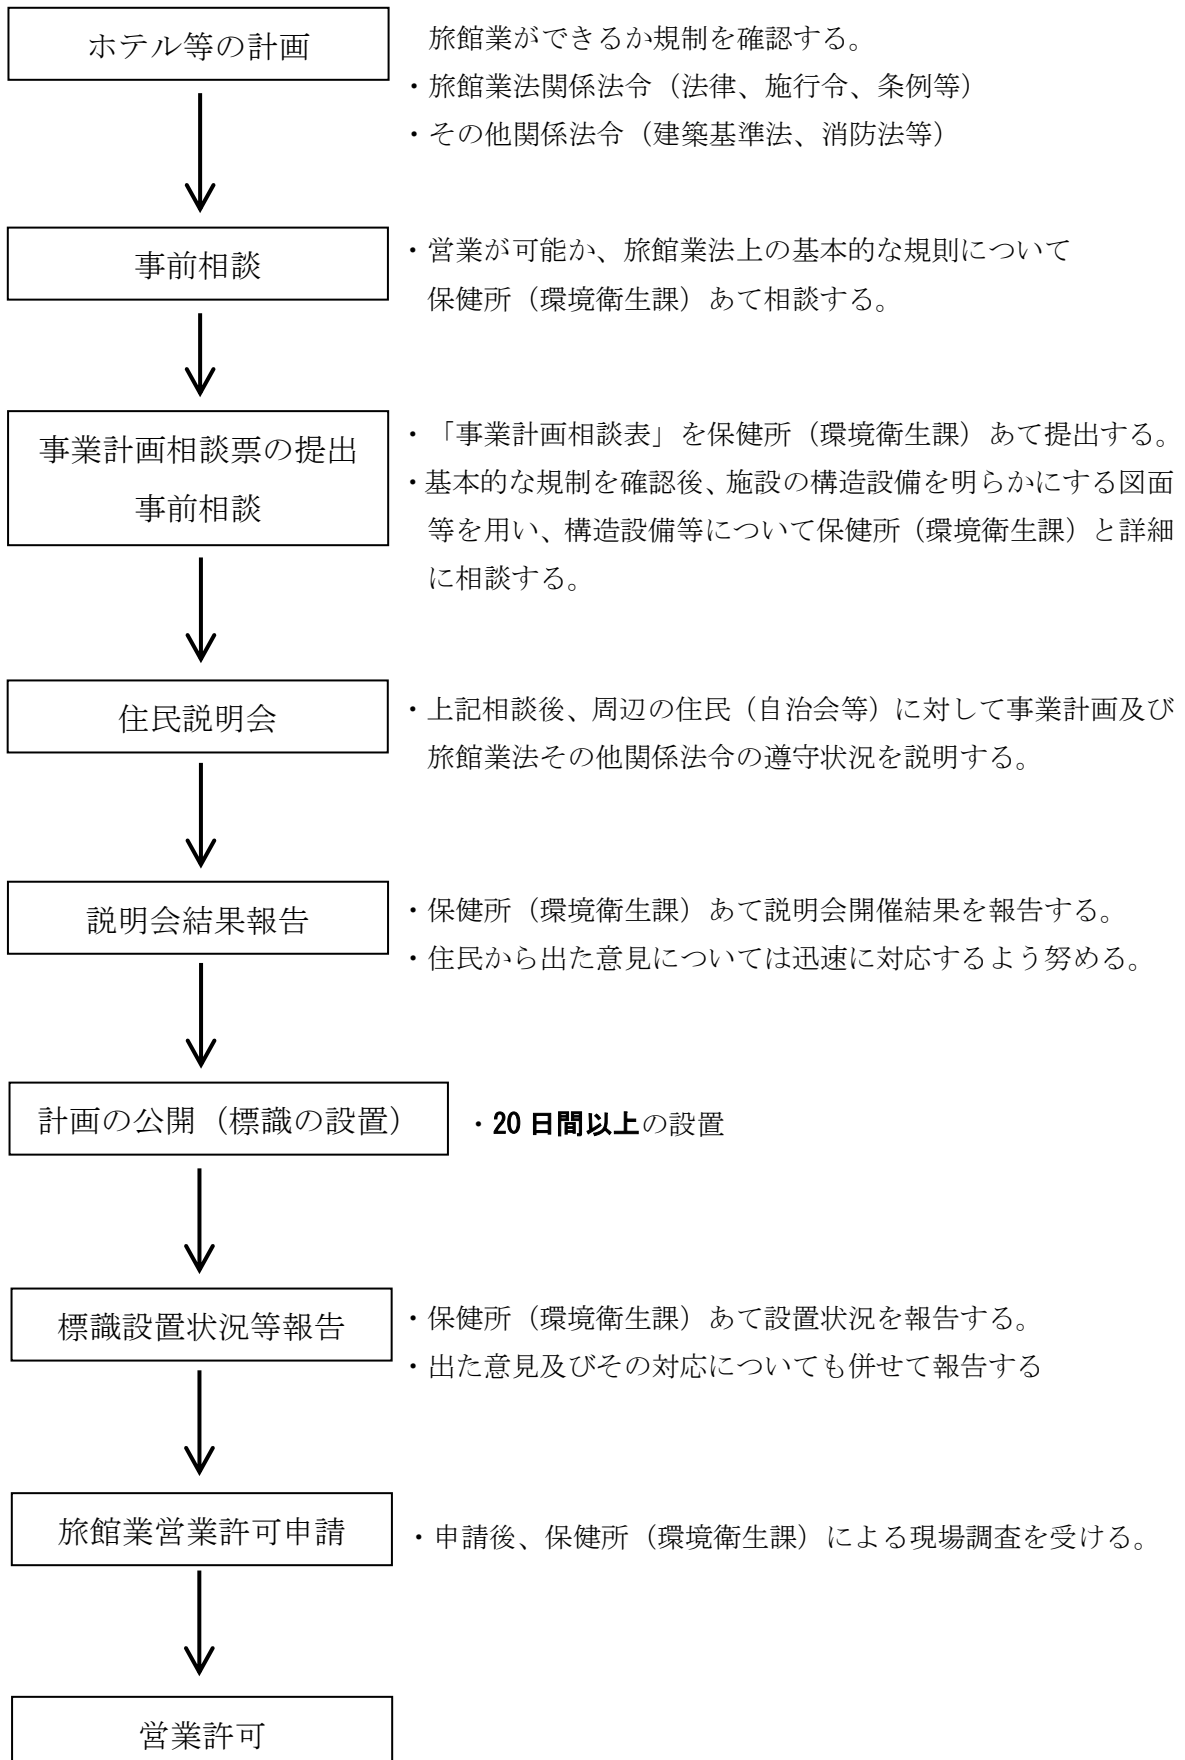 ホテル等の計画
旅館業ができるか規制を確認する。
・旅館業法関係法令（法律、施行令、条例等）
・その他関係法令（建築基準法、消防法等）
事前相談
・営業が可能か、旅館業法上の基本的な規則について
保健所（環境衛生課）あて相談する。
事業計画相談票の提出
事前相談
・「事業計画相談表」を保健所（環境衛生課）あて提出する。
・基本的な規制を確認後、施設の構造設備を明らかにする図面
等を用い、構造設備等について保健所（環境衛生課）と詳細
に相談する。
住民説明会
・上記相談後、周辺の住民（自治会等）に対して事業計画及び
旅館業法その他関係法令の遵守状況を説明する。
説明会結果報告
・保健所（環境衛生課）あて説明会開催結果を報告する。
・住民から出た意見については迅速に対応するよう努める。
計画の公開（標識の設置）
・20日間以上の設置
標識設置状況等報告
・保健所（環境衛生課）あて設置状況を報告する。
・出た意見及びその対応についても併せて報告する
旅館業営業許可申請
・申請後、保健所（環境衛生課）による現場調査を受ける。
営業許可